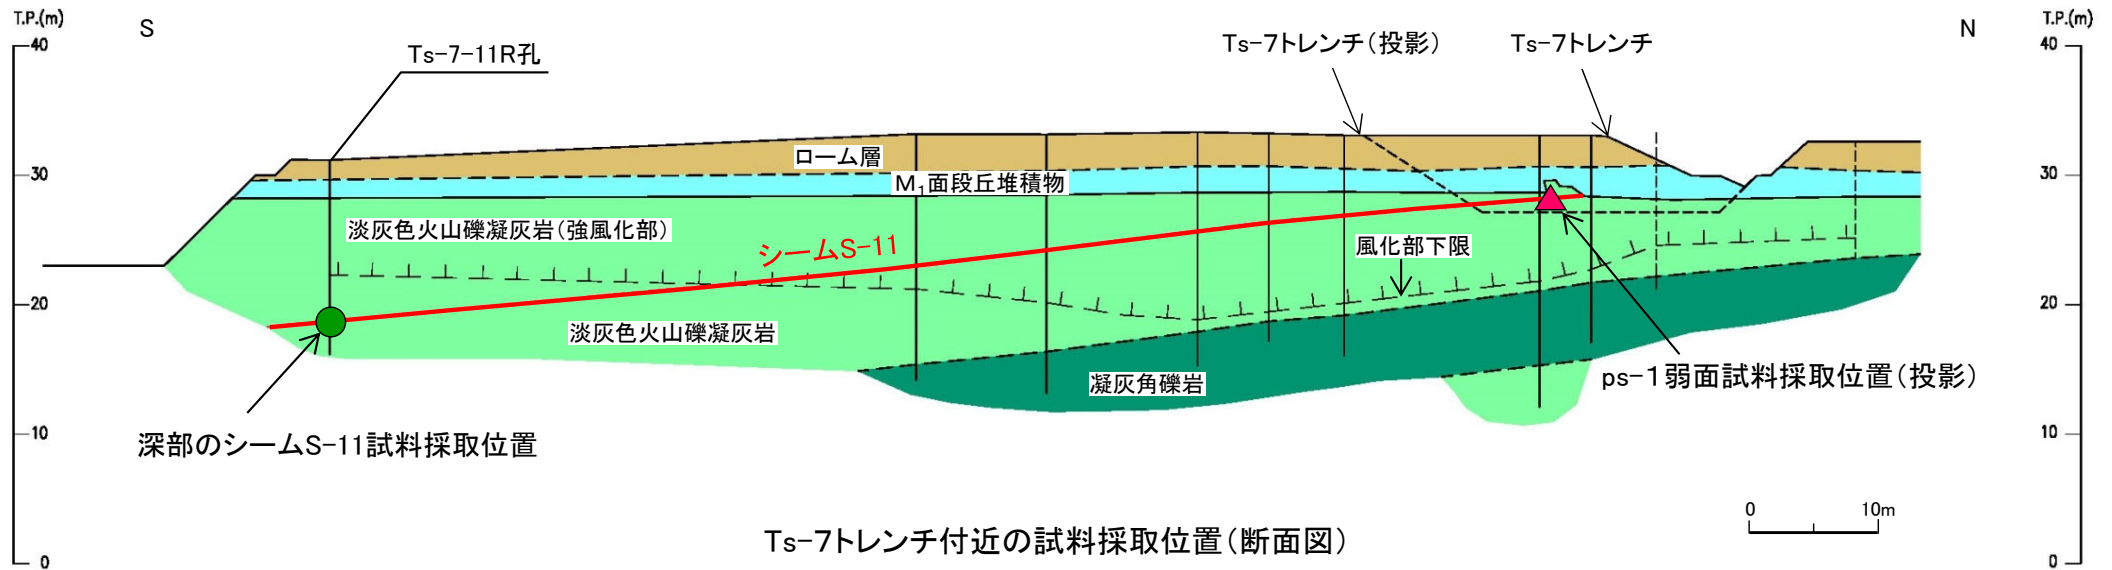 T.P.(m)
S
N
T.P.(m)
40
40
Ts-7-11R孔
Ts-7トレンチ(投影)
Ts-7トレンチ
ローム層
30
M₁面段丘堆積物
30
淡灰色火山礫凝灰岩(強風化部)
シームS-11
風化部下限
20
20
淡灰色火山礫凝灰岩
凝灰角礫岩
ps-1弱面試料採取位置(投影)
10
深部のシームS-11試料採取位置
10
0 10m
Ts-7トレンチ付近の試料採取位置(断面図)
0
0